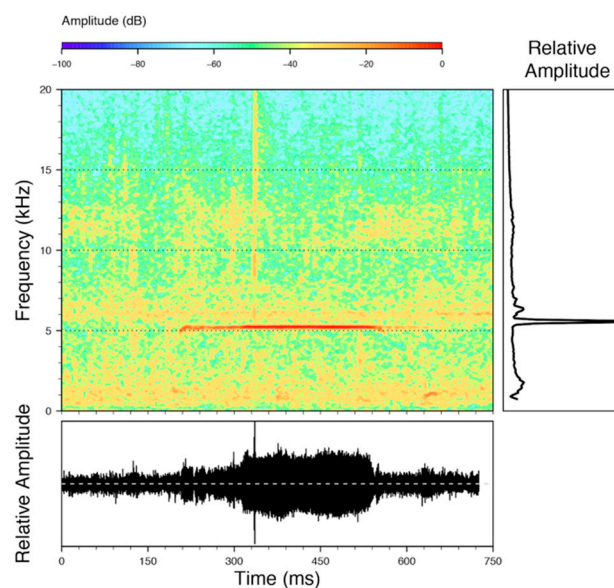 Amplitude (dB)
-100 -80 -60 -40 -20 0
Relative
Amplitude
Frequency (kHz)
20
15
10
5
0
Relative Amplitude
0 150 300 450 600 750
Time (ms)